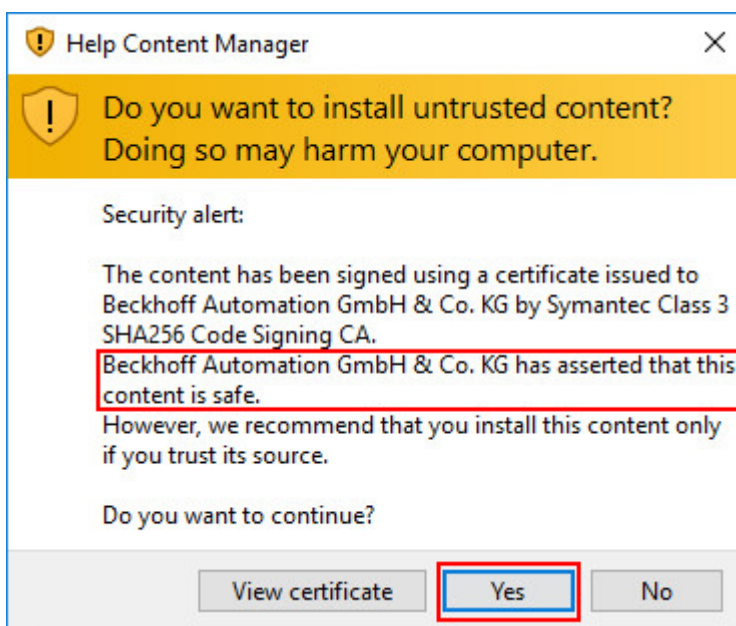 Help Content Manager
Do you want to install untrusted content?
Doing so may harm your computer.
Security alert:
The content has been signed using a certificate issued to
Beckhoff Automation GmbH & Co. KG by Symantec Class 3
SHA256 Code Signing CA.
Beckhoff Automation GmbH & Co. KG has asserted that this
content is safe.
However, we recommend that you install this content only
if you trust its source.
Do you want to continue?
View certificate Yes No